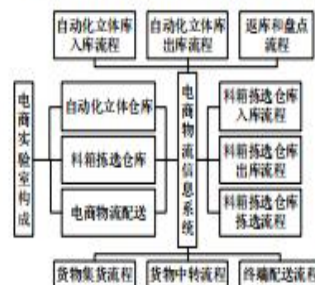 自动化立体库
入库流程
自动化立体库
出库流程
返库和盘点
流程
电商实验室构成
自动化立体仓库
料箱拣选仓库
电商物流配送
电商物流信息系统
料箱拣选仓库
入库流程
料箱拣选仓库
出库流程
料箱拣选仓库
拣选流程
货物集货流程
货物中转流程
终端配送流程